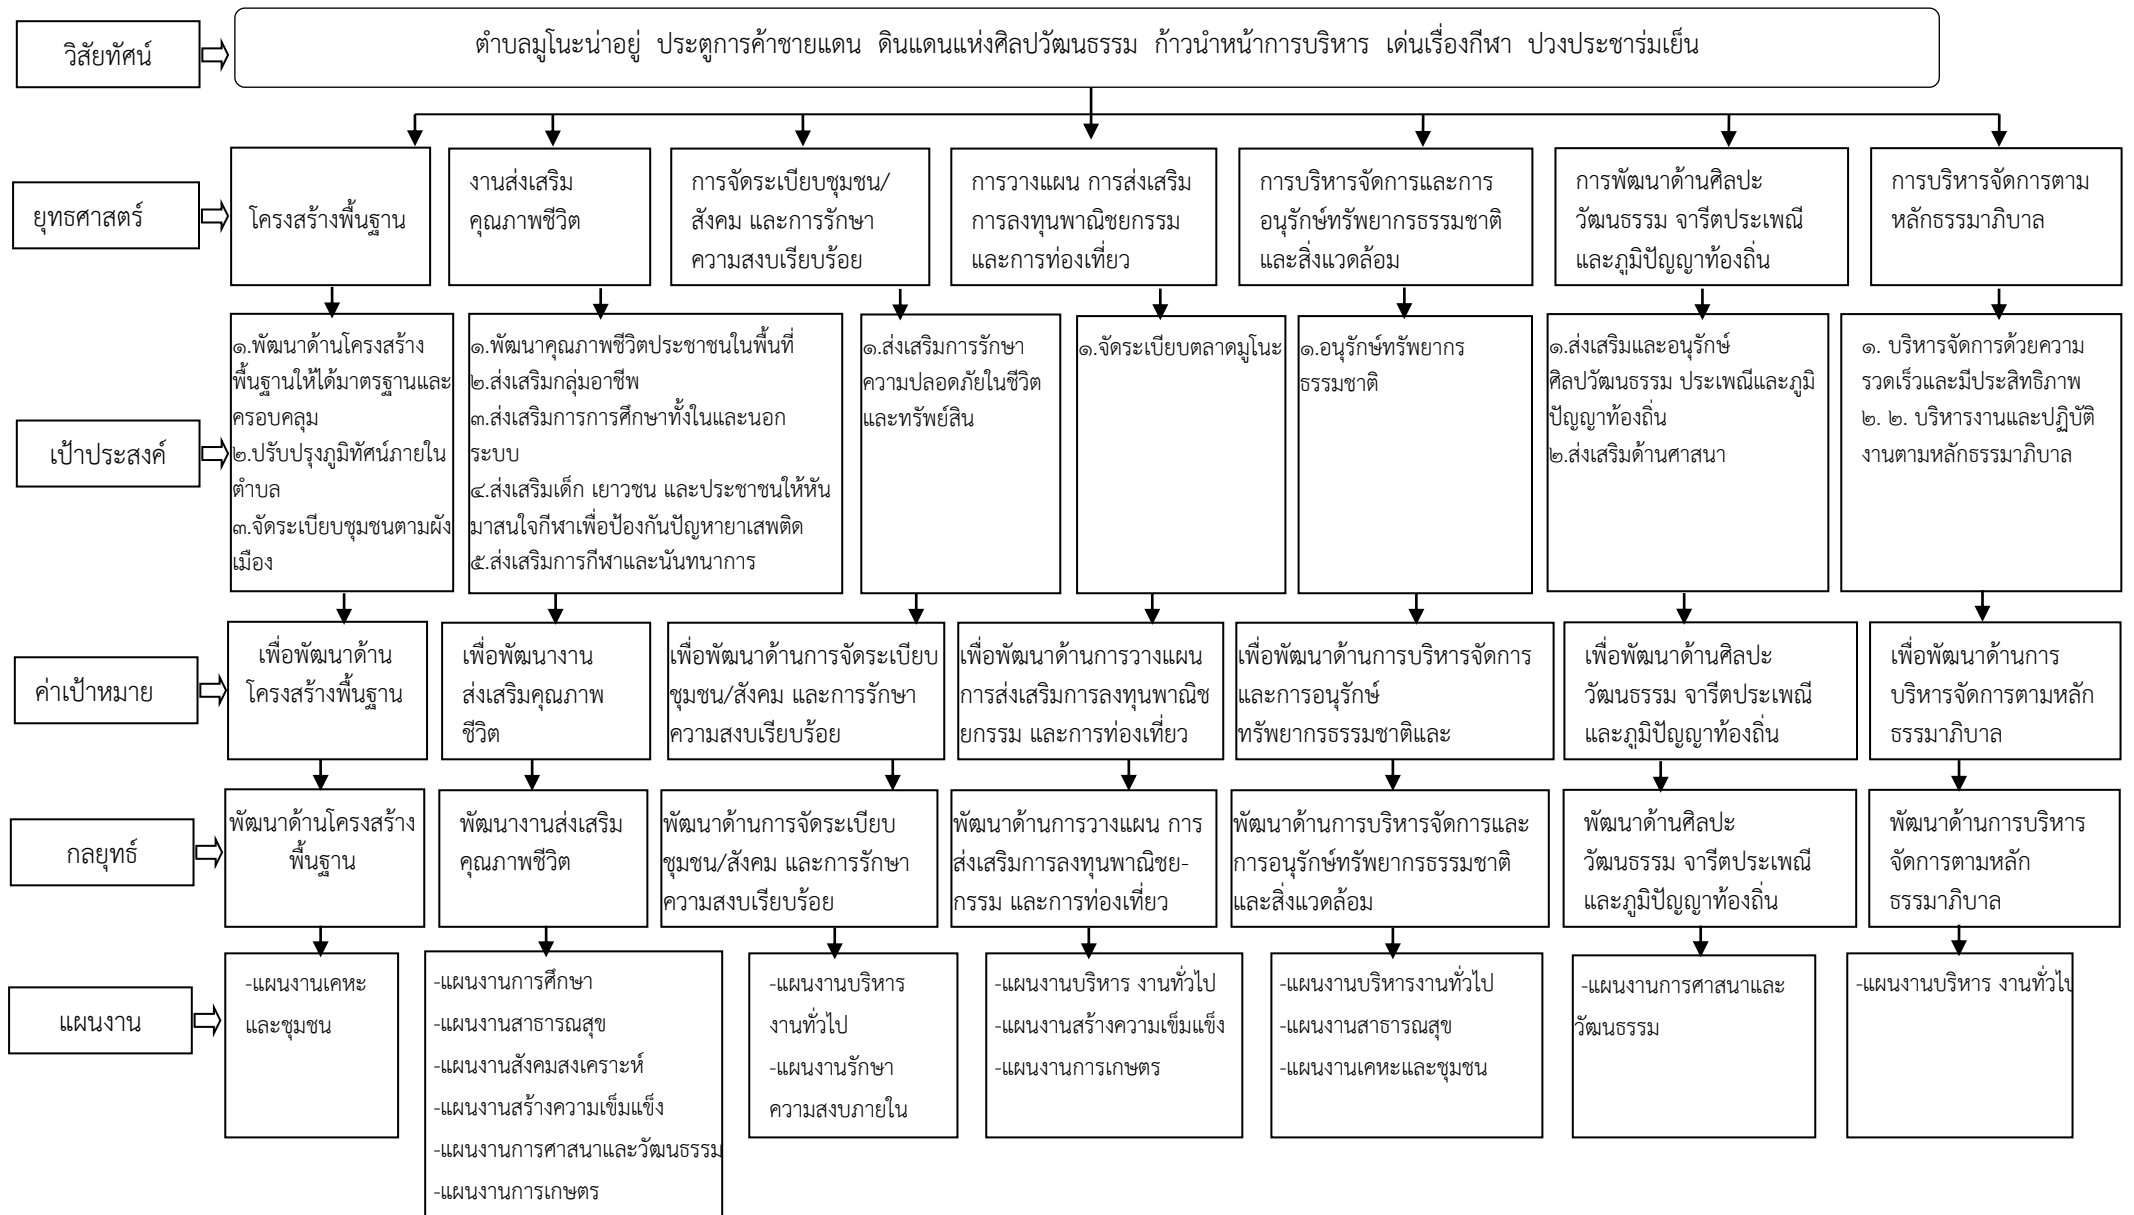 วิสัยทัศน์
ตำบลมูโนะน่าอยู่ ประตูการค้าชายแดน ดินแดนแห่งศิลปวัฒนธรรม ก้าวนำหน้าการบริหาร เด่นเรื่องกีฬา ปวงประชาร่มเย็น
ยุทธศาสตร์
โครงสร้างพื้นฐาน
งานส่งเสริม
คุณภาพชีวิต
การจัดระเบียบชุมชน/
สังคม และการรักษา
ความสงบเรียบร้อย
การวางแผน การส่งเสริม
การลงทุนพาณิชยกรรม
และการท่องเที่ยว
การบริหารจัดการและการ
อนุรักษ์ทรัพยากรธรรมชาติ
และสิ่งแวดล้อม
การพัฒนาด้านศิลปะ
วัฒนธรรม จารีตประเพณี
และภูมิปัญญาท้องถิ่น
การบริหารจัดการตาม
หลักธรรมาภิบาล
เป้าประสงค์
๑.พัฒนาด้านโครงสร้าง
พื้นฐานให้ได้มาตรฐานและ
ครอบคลุม
๒.ปรับปรุงภูมิทัศน์ภายใน
ตำบล
๓.จัดระเบียบชุมชนตามผัง
เมือง
๑.พัฒนาคุณภาพชีวิตประชาชนในพื้นที่
๒.ส่งเสริมกลุ่มอาชีพ
๓.ส่งเสริมการการศึกษาทั้งในและนอก
ระบบ
๔.ส่งเสริมเด็ก เยาวชน และประชาชนให้หัน
มาสนใจกีฬาเพื่อป้องกันปัญหายาเสพติด
๕.ส่งเสริมการกีฬาและนันทนาการ
๑.ส่งเสริมการรักษา
ความปลอดภัยในชีวิต
และทรัพย์สิน
๑.จัดระเบียบตลาดมูโนะ
๑.อนุรักษ์ทรัพยากร
ธรรมชาติ
๑.ส่งเสริมและอนุรักษ์
ศิลปวัฒนธรรม ประเพณีและภูมิ
ปัญญาท้องถิ่น
๒.ส่งเสริมด้านศาสนา
๑. บริหารจัดการด้วยความ
รวดเร็วและมีประสิทธิภาพ
๒. ๒. บริหารงานและปฏิบัติ
งานตามหลักธรรมาภิบาล
ค่าเป้าหมาย
เพื่อพัฒนาด้าน
โครงสร้างพื้นฐาน
เพื่อพัฒนางาน
ส่งเสริมคุณภาพ
ชีวิต
เพื่อพัฒนาด้านการจัดระเบียบ
ชุมชน/สังคม และการรักษา
ความสงบเรียบร้อย
เพื่อพัฒนาด้านการวางแผน
การส่งเสริมการลงทุนพาณิช
ยกรรม และการท่องเที่ยว
เพื่อพัฒนาด้านการบริหารจัดการ
และการอนุรักษ์
ทรัพยากรธรรมชาติและ
เพื่อพัฒนาด้านศิลปะ
วัฒนธรรม จารีตประเพณี
และภูมิปัญญาท้องถิ่น
เพื่อพัฒนาด้านการ
บริหารจัดการตามหลัก
ธรรมาภิบาล
กลยุทธ์
พัฒนาด้านโครงสร้าง
พื้นฐาน
พัฒนางานส่งเสริม
คุณภาพชีวิต
พัฒนาด้านการจัดระเบียบ
ชุมชน/สังคม และการรักษา
ความสงบเรียบร้อย
พัฒนาด้านการวางแผน การ
ส่งเสริมการลงทุนพาณิชย-
กรรม และการท่องเที่ยว
พัฒนาด้านการบริหารจัดการและ
การอนุรักษ์ทรัพยากรธรรมชาติ
และสิ่งแวดล้อม
พัฒนาด้านศิลปะ
วัฒนธรรม จารีตประเพณี
และภูมิปัญญาท้องถิ่น
พัฒนาด้านการบริหาร
จัดการตามหลัก
ธรรมาภิบาล
แผนงาน
-แผนงานเคหะ
และชุมชน
-แผนงานการศึกษา
-แผนงานสาธารณสุข
-แผนงานสังคมสงเคราะห์
-แผนงานสร้างความเข็มแข็ง
-แผนงานการศาสนาและวัฒนธรรม
-แผนงานการเกษตร
-แผนงานบริหาร
งานทั่วไป
-แผนงานรักษา
ความสงบภายใน
-แผนงานบริหาร งานทั่วไป
-แผนงานสร้างความเข็มแข็ง
-แผนงานการเกษตร
-แผนงานบริหารงานทั่วไป
-แผนงานสาธารณสุข
-แผนงานเคหะและชุมชน
-แผนงานการศาสนาและ
วัฒนธรรม
-แผนงานบริหาร งานทั่วไป